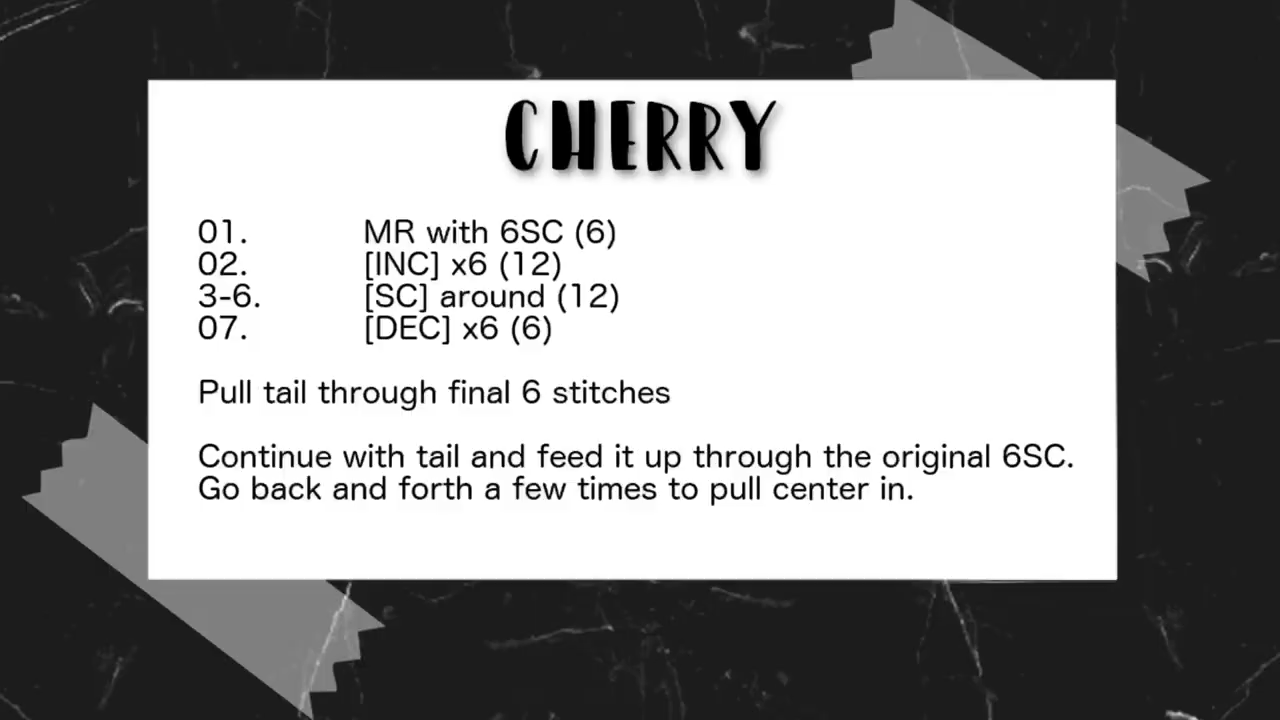 CHERRY
01. MR with 6SC (6)
02. [INC] x6 (12)
3-6. [SC] around (12)
07. [DEC] x6 (6)
Pull tail through final 6 stitches
Continue with tail and feed it up through the original 6SC.
Go back and forth a few times to pull center in.